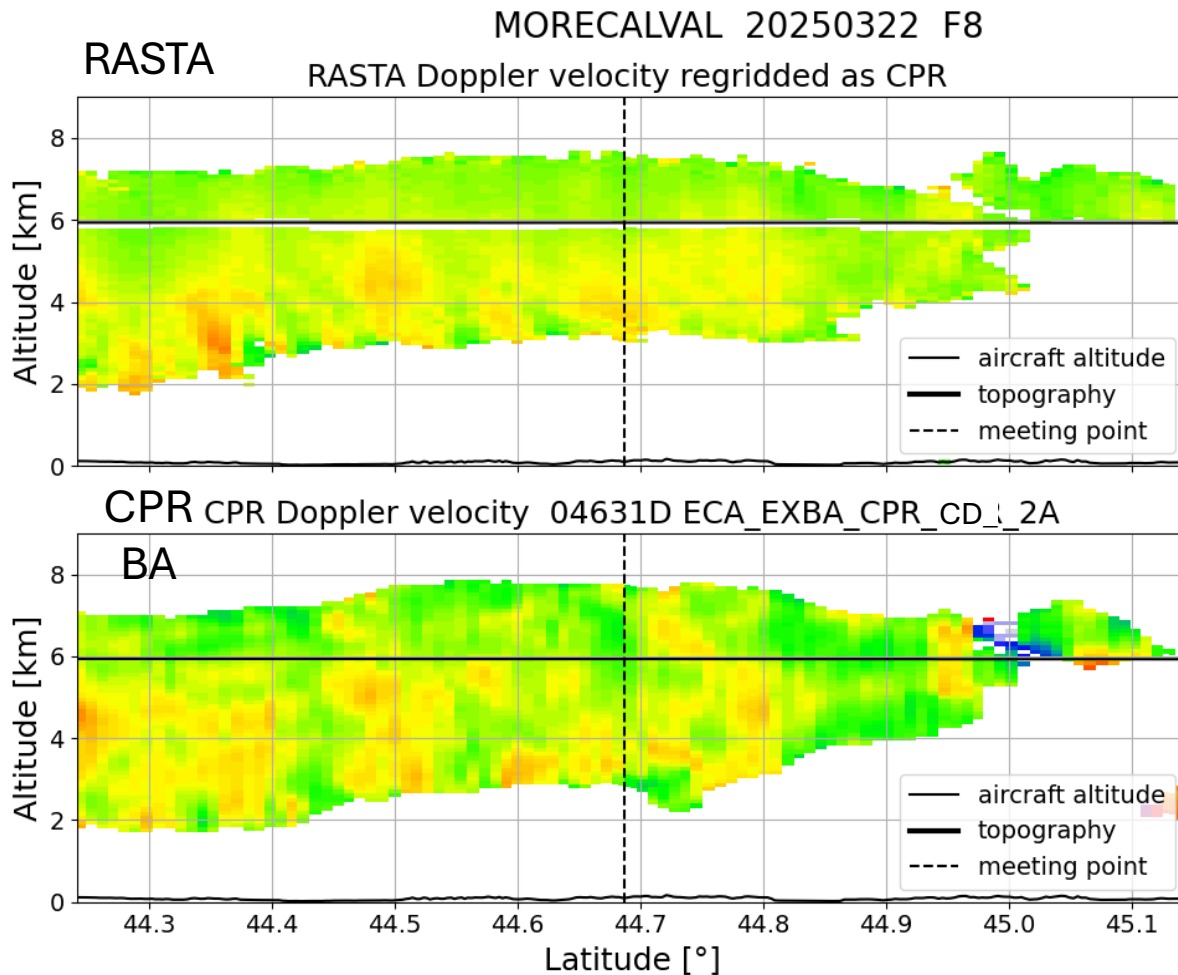 MORECALVAL 20250322 F8
RASTA
RASTA Doppler velocity regridded as CPR
8
6
4
2
0
Altitude [km]
aircraft altitude
topography
meeting point
CPR
CPR Doppler velocity 04631D ECA_EXBA_CPR_CD_ _2A
BA
8
6
4
2
0
Altitude [km]
aircraft altitude
topography
meeting point
44.3 44.4 44.5 44.6 44.7 44.8 44.9 45.0 45.1
Latitude [°]